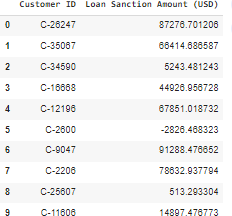 Customer ID Loan Sanction Amount (USD)
0 C-26247 87276.701206
1 C-35067 66414.686587
2 C-34590 5243.481243
3 C-16668 44926.956728
4 C-12196 67851.018732
5 C-2600 -2826.468323
6 C-9047 91288.476652
7 C-2206 78632.937794
8 C-25607 513.293304
9 C-11606 14897.476773